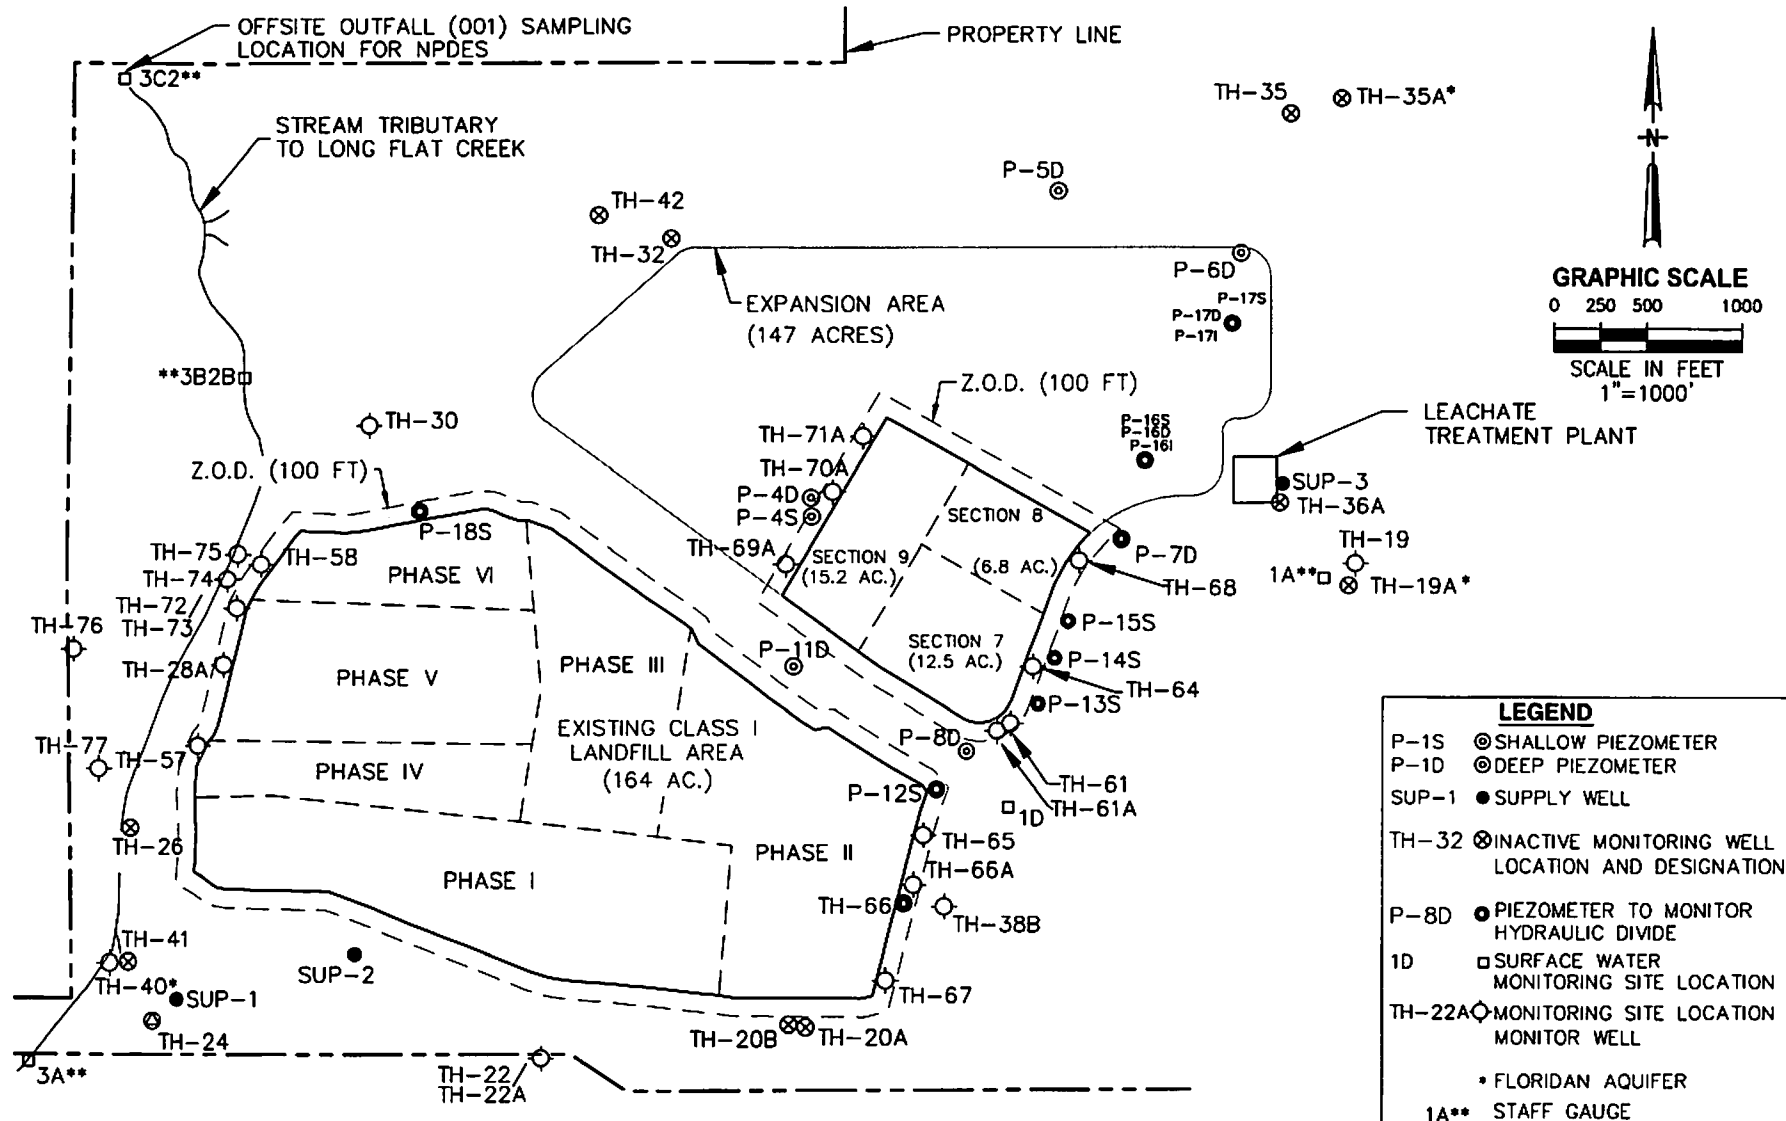 OFFSITE OUTFALL (001) SAMPLING
LOCATION FOR NPDES
PROPERTY LINE
3C2**
TH-35
TH-35A*
STREAM TRIBUTARY
TO LONG FLAT CREEK
N
P-5D
TH-42
TH-32
P-6D
GRAPHIC SCALE
0 250 500 1000
SCALE IN FEET
1"=1000'
EXPANSION AREA
(147 ACRES)
P-17S
P-17D
P-17I
**3B2B
Z.O.D. (100 FT)
LEACHATE
TREATMENT PLANT
TH-30
TH-71A
P-16S
P-16D
P-16I
Z.O.D. (100 FT)
TH-70A
P-4D
P-4S
SUP-3
TH-36A
SECTION 8
P-18S
TH-75
TH-58
TH-69A
SECTION 9
(15.2 AC.)
(6.8 AC.)
P-7D
TH-19
TH-74
PHASE VI
TH-68
1A**
TH-19A*
TH-72
TH-73
TH-76
P-15S
SECTION 7
(12.5 AC.)
TH-28A
PHASE V
PHASE III
P-11D
P-14S
TH-64
P-13S
LEGEND
EXISTING CLASS I
LANDFILL AREA
(164 AC.)
P-8D
P-1S SHALLOW PIEZOMETER
P-1D DEEP PIEZOMETER
SUP-1 SUPPLY WELL
TH-32 INACTIVE MONITORING WELL
LOCATION AND DESIGNATION
P-8D PIEZOMETER TO MONITOR
HYDRAULIC DIVIDE
1D SURFACE WATER
MONITORING SITE LOCATION
TH-22A MONITORING SITE LOCATION
MONITOR WELL
* FLORIDAN AQUIFER
1A** STAFF GAUGE
TH-77
TH-57
PHASE IV
TH-61
TH-61A
P-12S
1D
TH-26
TH-65
PHASE II
PHASE I
TH-66A
TH-66
TH-38B
TH-41
TH-40*
SUP-2
SUP-1
TH-67
TH-24
TH-20B
TH-20A
3A**
TH-22
TH-22A